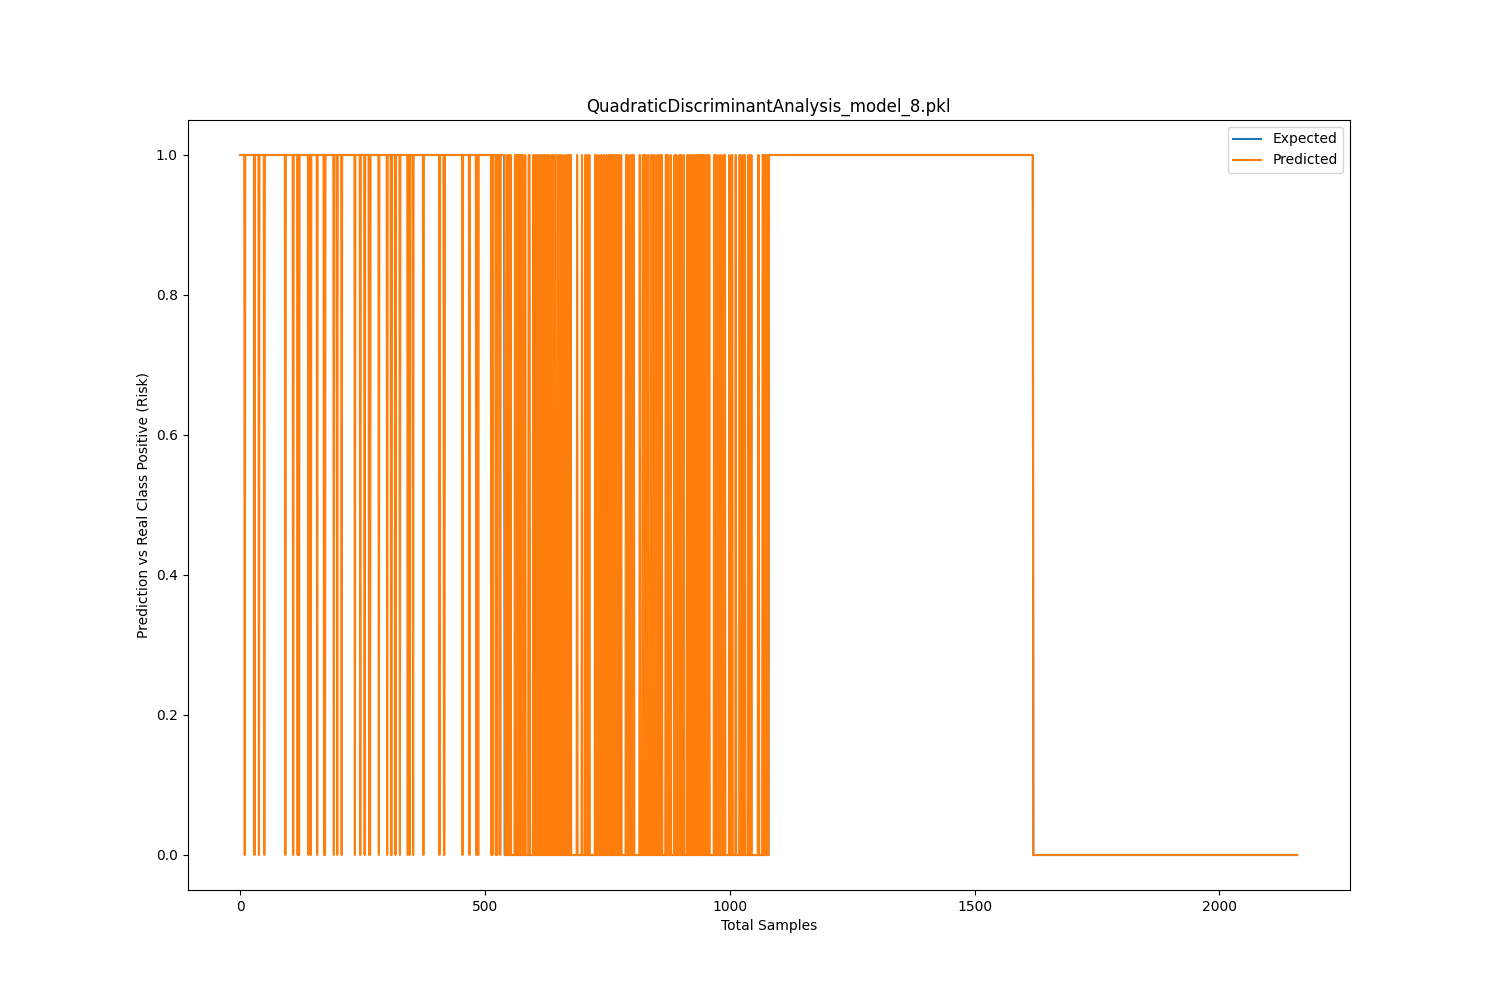 QuadraticDiscriminantAnalysis_model_8.pkl
Expected
Predicted
1.0
0.8
0.6
0.4
0.2
0.0
Prediction vs Real Class Positive (Risk)
0
500
1000
1500
2000
Total Samples